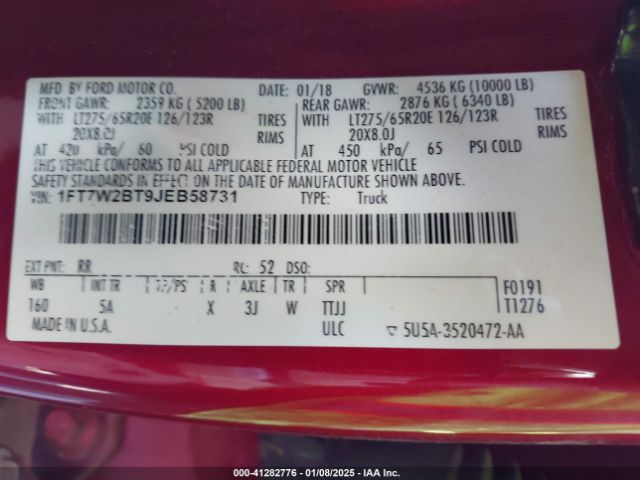 MFD BY FORD MOTOR CO. DATE: 01/18 GVWR: 4536 KG (10000 LB)
FRONT GAWR: 2359 KG (5200 LB) REAR GAWR: 2876 KG (6340 LB)
WITH LT275/65R20E 126/123R TIRES WITH LT275/65R20E 126/123R TIRES
20X8.0J RIMS 20X8.0J RIMS
AT 420 kPa/ 60 PSI COLD AT 450 kPa/ 65 PSI COLD
THIS VEHICLE CONFORMS TO ALL APPLICABLE FEDERAL MOTOR VEHICLE
SAFETY STANDARDS IN EFFECT ON THE DATE OF MANUFACTURE SHOWN ABOVE.
VIN: 1FT7W2BT9JEB58731 TYPE: Truck
EXT PNT: RR RC: 52 DSO:
WB INT TR TP/PS R AXLE TR SPR F0191
160 5A X 3J W TTJJ T1276
MADE IN U.S.A. ULC 5U5A-3520472-AA
000-41282776 | 01/08/2025 - IAA Inc.